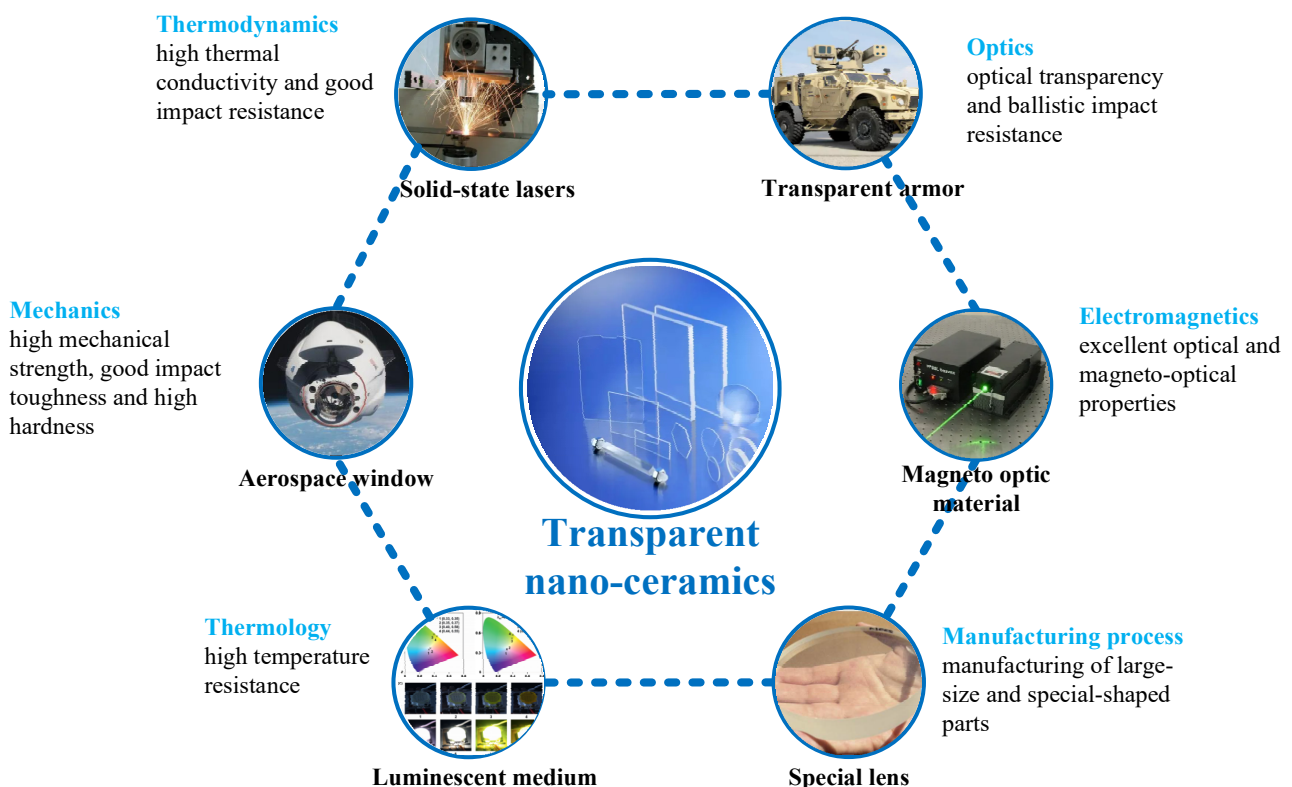 Thermodynamics
high thermal
conductivity and good
impact resistance
Solid-state lasers
Optics
optical transparency
and ballistic impact
resistance
Transparent armor
Mechanics
high mechanical
strength, good impact
toughness and high
hardness
Aerospace window
Electromagnetics
excellent optical and
magneto-optical
properties
Magneto optic
material
Transparent
nano-ceramics
Thermology
high temperature
resistance
Luminescent medium
Manufacturing process
manufacturing of large-
size and special-shaped
parts
Special lens